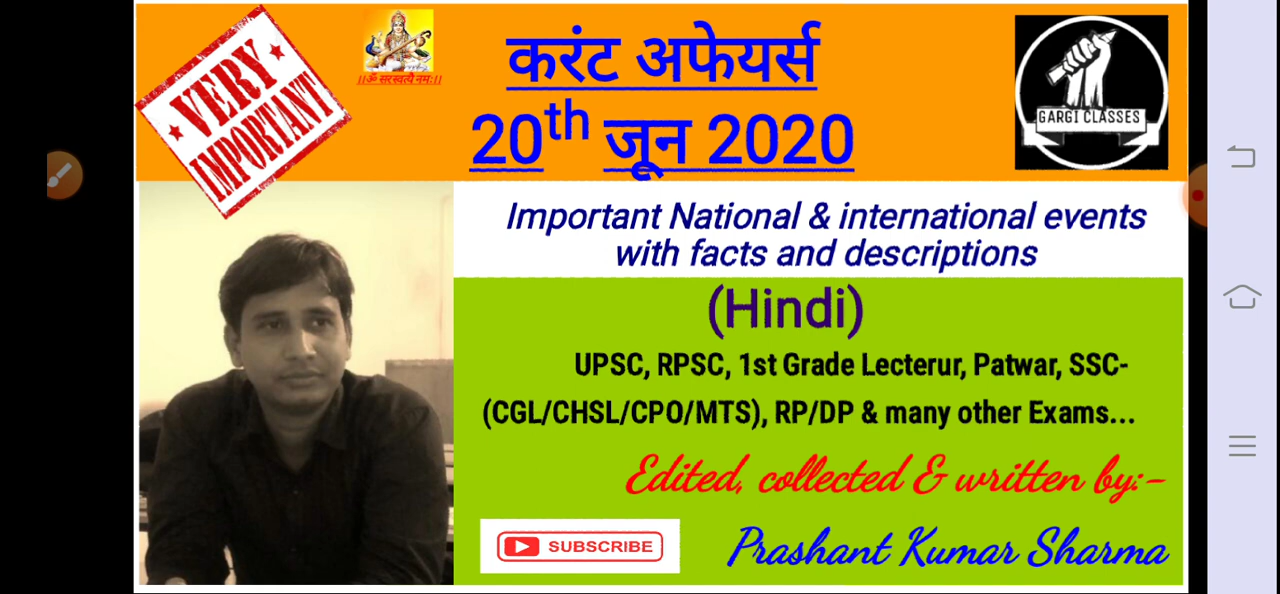 VERY
IMPORTANT
||ॐ सरस्वत्यै नमः||
करंट अफेयर्स
20th जून 2020
GARGI CLASSES
Important National & international events
with facts and descriptions
(Hindi)
UPSC, RPSC, 1st Grade Lecterur, Patwar, SSC-
(CGL/CHSL/CPO/MTS), RP/DP & many other Exams...
Edited, collected & written by:-
SUBSCRIBE
Prashant Kumar Sharma